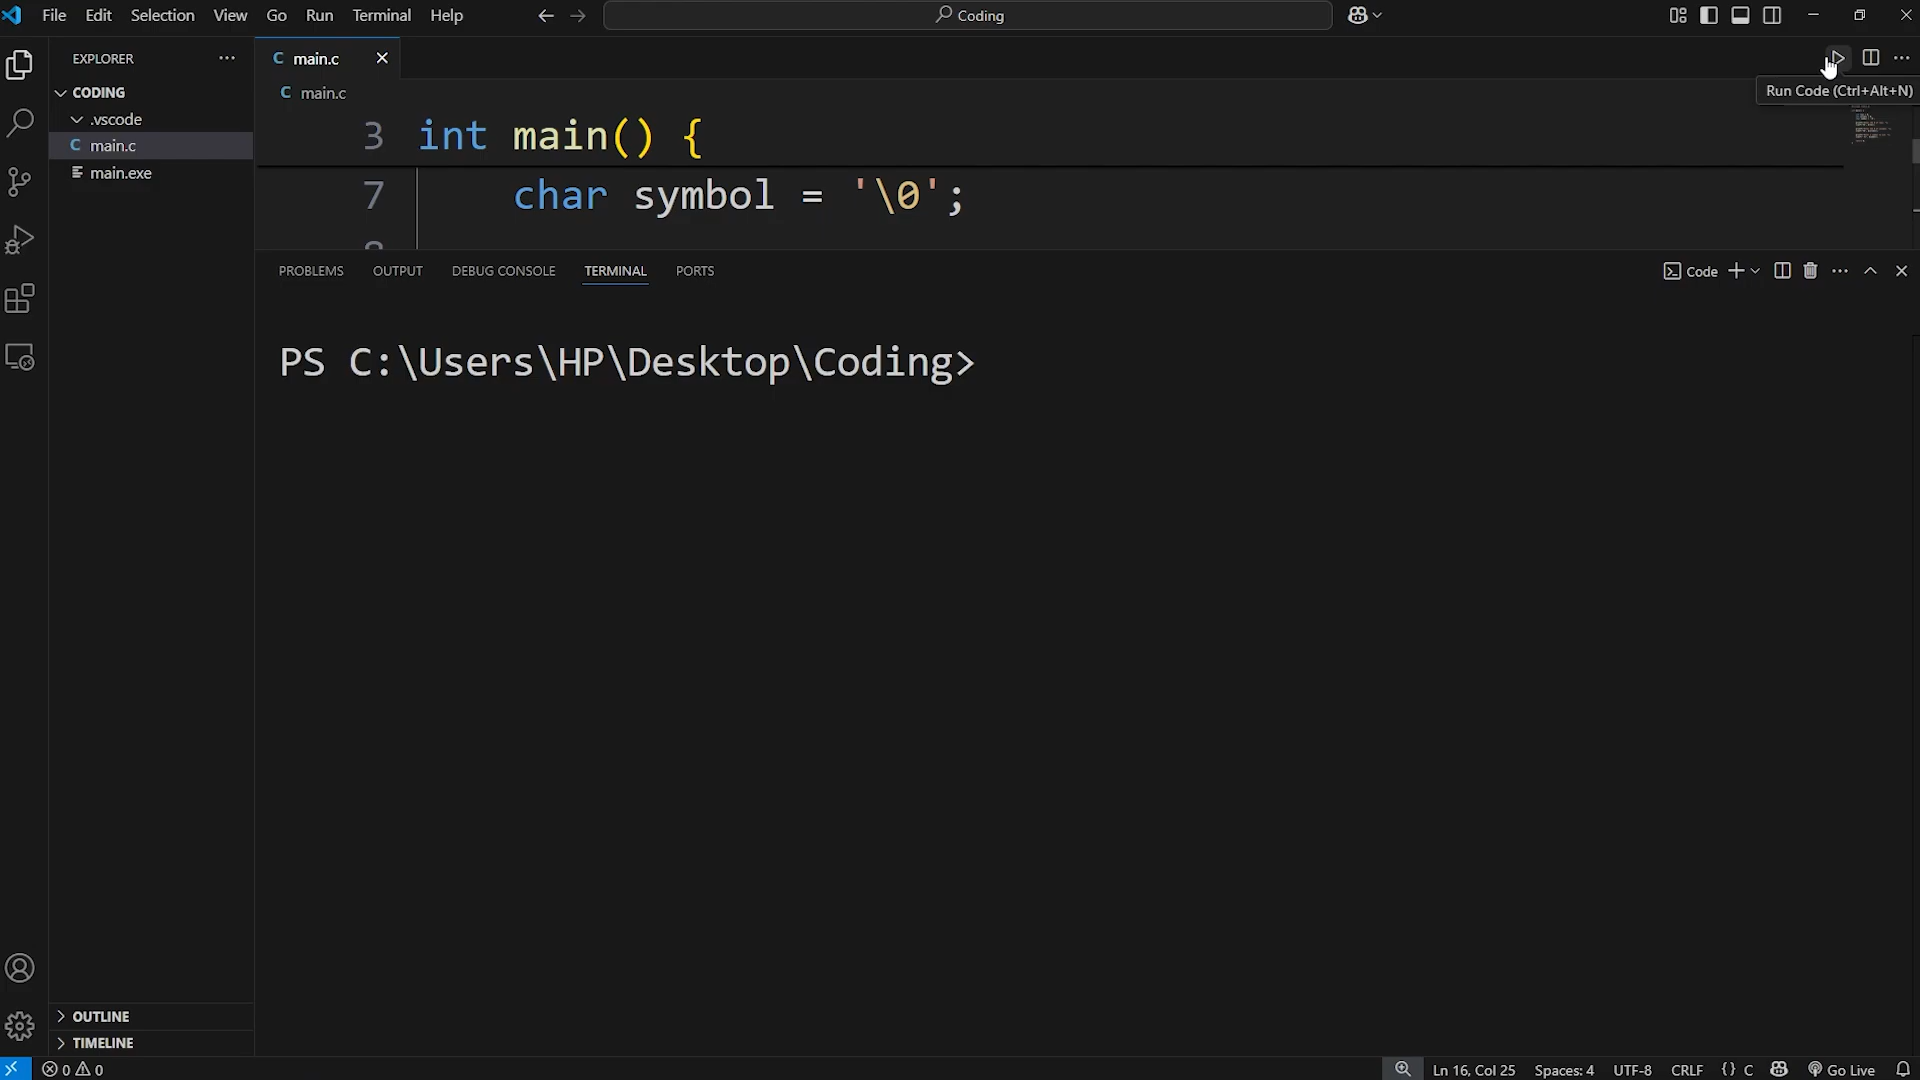 File Edit Selection View Go Run Terminal Help
Coding
EXPLORER
CODING
.vscode
main.c
main.exe
OUTLINE
TIMELINE
main.c
main.c
Run Code (Ctrl+Alt+N)
3 int main() {
7 char symbol = '\0';
PROBLEMS OUTPUT DEBUG CONSOLE TERMINAL PORTS
Code
PS C:\Users\HP\Desktop\Coding>
0 0
Ln 16, Col 25 Spaces: 4 UTF-8 CRLF {} C Go Live